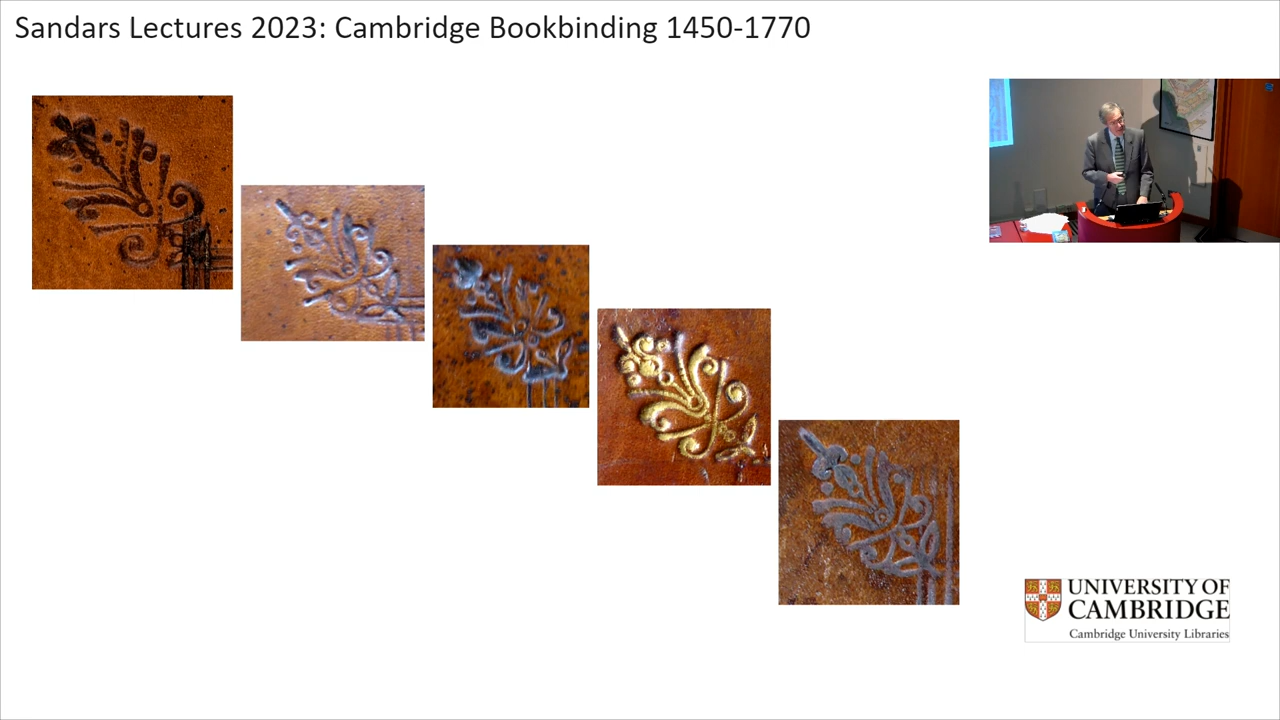 Sandars Lectures 2023: Cambridge Bookbinding 1450-1770
UNIVERSITY OF
CAMBRIDGE
Cambridge University Libraries